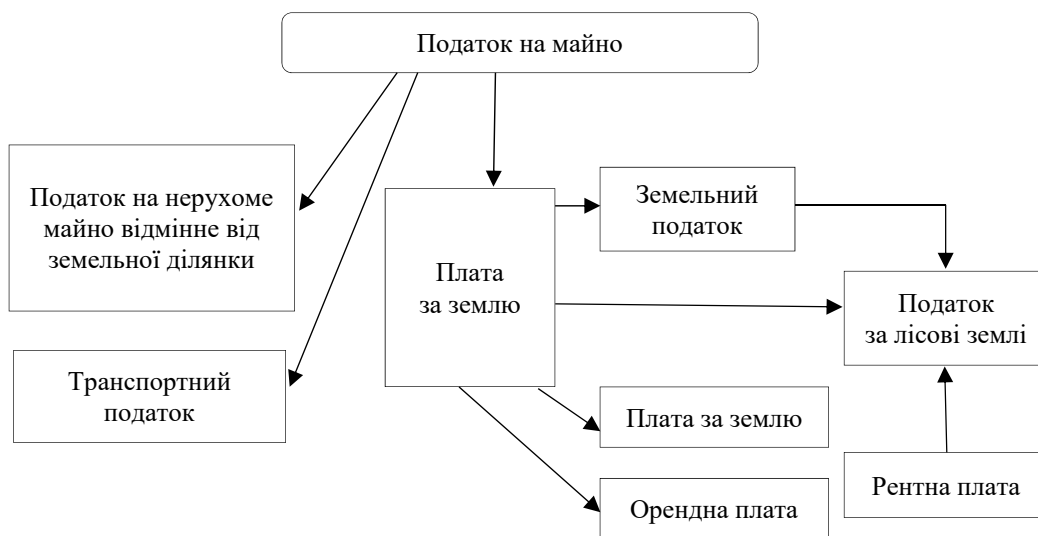 Податок на майно
Податок на нерухоме
майно відмінне від
земельної ділянки
Земельний
податок
Плата
за землю
Податок
за лісові землі
Транспортний
податок
Плата за землю
Рентна плата
Орендна плата